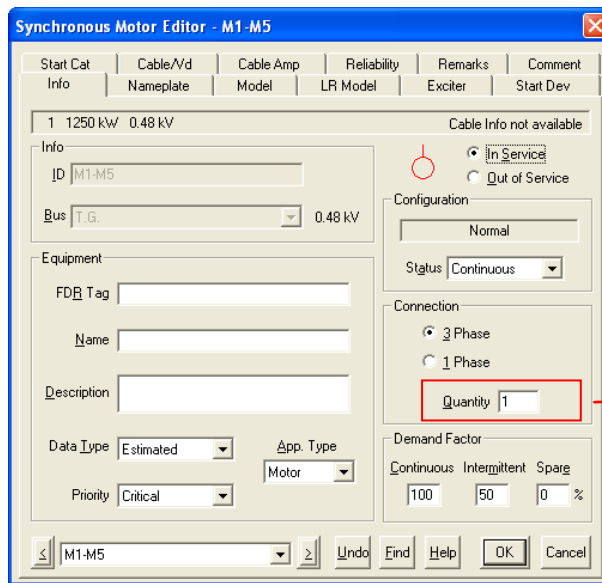 Synchronous Motor Editor - M1-M5
Start Cat Cable/Vd Cable Amp Reliability Remarks Comment
Info Nameplate Model LR Model Exciter Start Dev
1 1250 kW 0.48 kV Cable Info not available
Info
ID M1-M5
Bus T.G. 0.48 kV
In Service
Out of Service
Configuration
Normal
Status Continuous
Equipment
FDR Tag
Name
Description
Data Type Estimated
App. Type
Motor
Priority Critical
Connection
3 Phase
1 Phase
Quantity 1
Demand Factor
Continuous Intermittent Spare
100 50 0 %
< M1-M5 > Undo Find Help OK Cancel